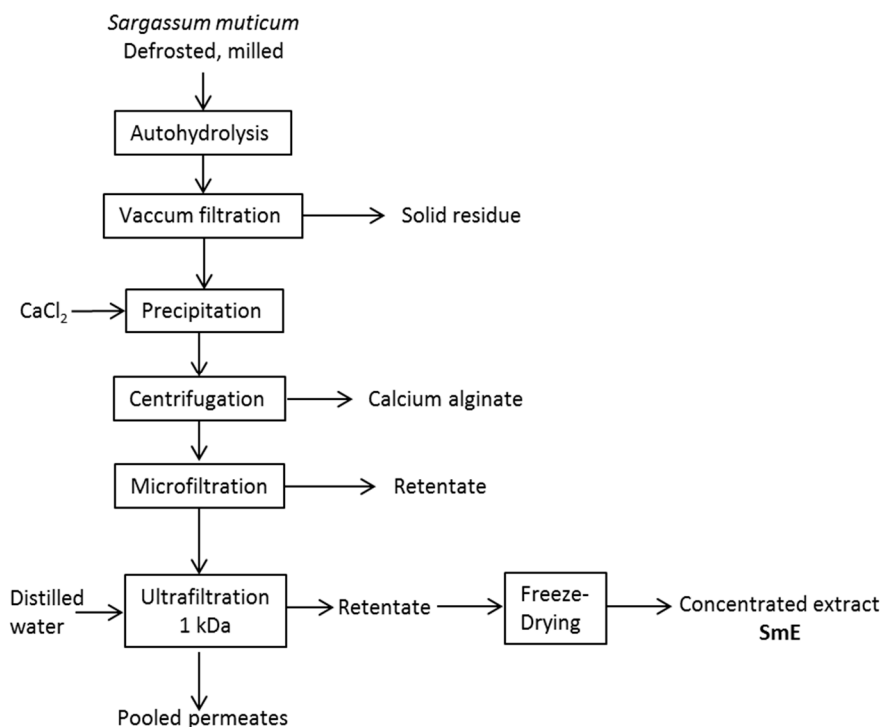 Sargassum muticum
Defrosted, milled
Autohydrolysis
Vaccum filtration
Solid residue
CaCl₂
Precipitation
Centrifugation
Calcium alginate
Microfiltration
Retentate
Distilled
water
Ultrafiltration
1 kDa
Retentate
Freeze-
Drying
Concentrated extract
SmE
Pooled permeates